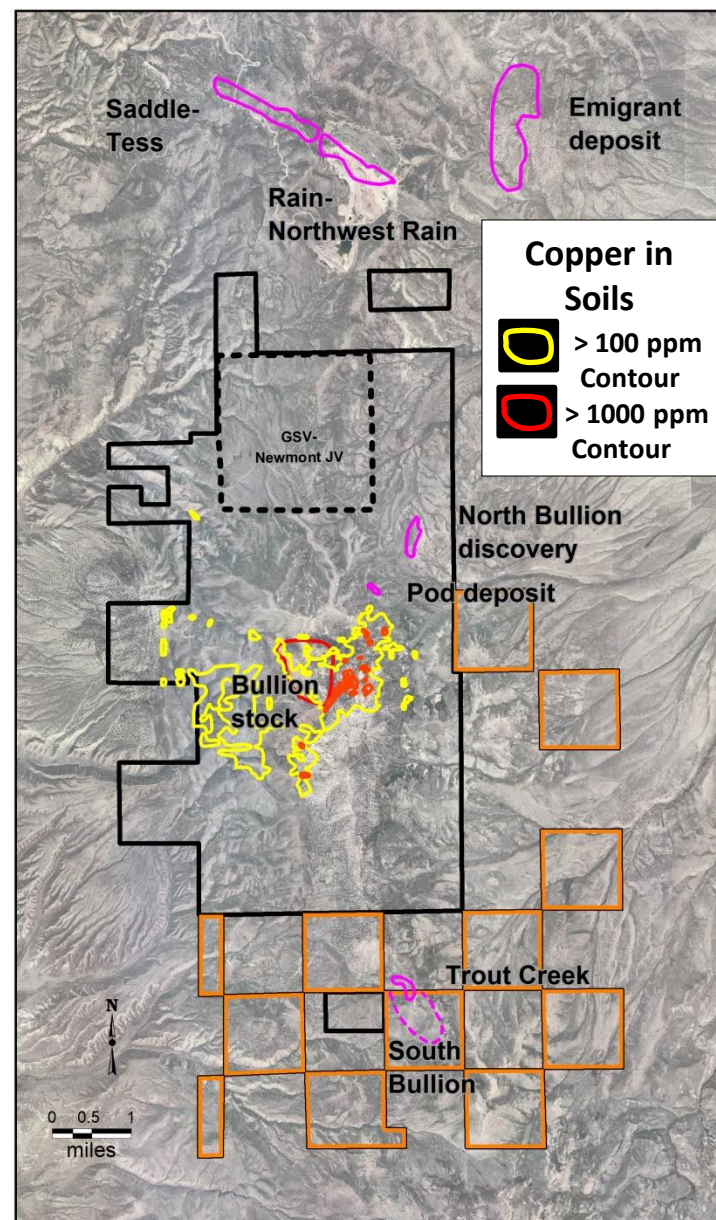 Saddle-
Tess
Emigrant
deposit
Rain-
Northwest Rain
Copper in
Soils
> 100 ppm
Contour
> 1000 ppm
Contour
GSV-
Newmont JV
North Bullion
discovery
Pod deposit
Bullion
stock
Trout Creek
South
Bullion
N
0 0.5 1
miles